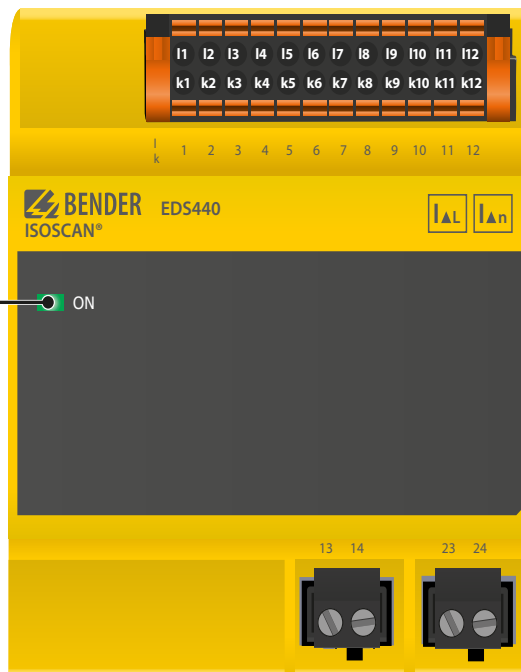 l1 l2 l3 l4 l5 l6 l7 l8 l9 l10 l11 l12
k1 k2 k3 k4 k5 k6 k7 k8 k9 k10 k11 k12
l
k 1 2 3 4 5 6 7 8 9 10 11 12
BENDER EDS440
ISOSCAN®
I▲L I▲n
ON
13 14 23 24